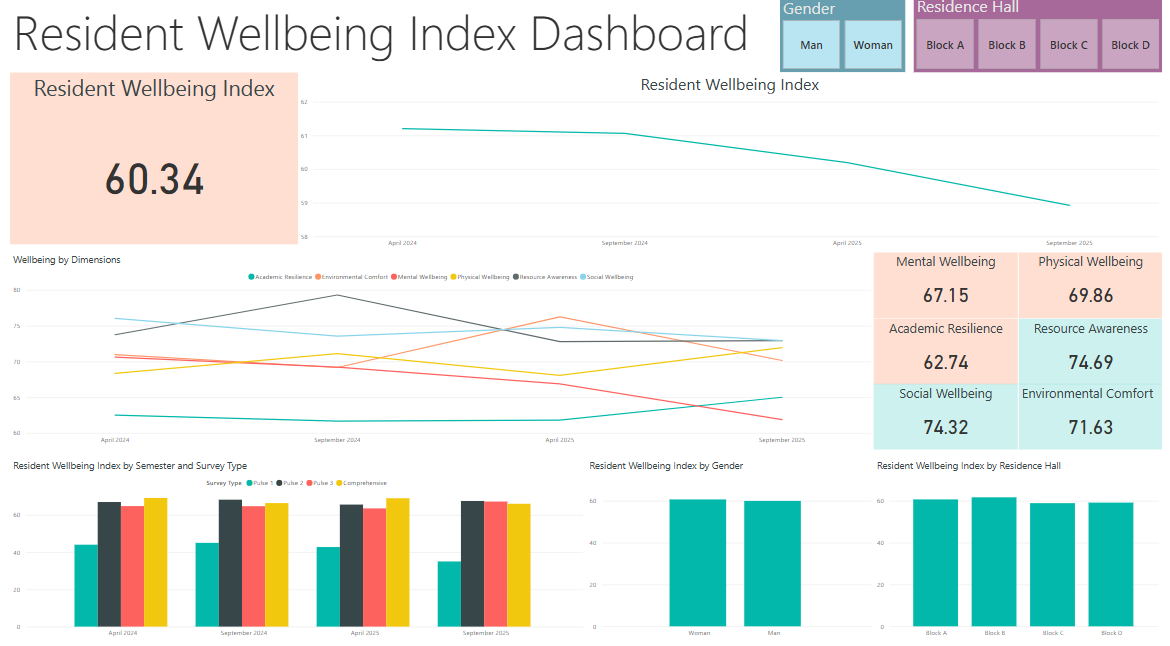 Resident Wellbeing Index Dashboard
Gender
Man Woman
Residence Hall
Block A Block B Block C Block D
Resident Wellbeing Index
60.34
Resident Wellbeing Index
62
61
60
59
58
April 2024 September 2024 April 2025 September 2025
Wellbeing by Dimensions
Academic Resilience Environmental Comfort Mental Wellbeing Physical Wellbeing Resource Awareness Social Wellbeing
80
75
70
65
60
April 2024 September 2024 April 2025 September 2025
Mental Wellbeing Physical Wellbeing
67.15 69.86
Academic Resilience Resource Awareness
62.74 74.69
Social Wellbeing Environmental Comfort
74.32 71.63
Resident Wellbeing Index by Semester and Survey Type
Survey Type Pulse 1 Pulse 2 Pulse 3 Comprehensive
60
40
20
0
April 2024 September 2024 April 2025 September 2025
Resident Wellbeing Index by Gender
60
40
20
0
Woman Man
Resident Wellbeing Index by Residence Hall
60
40
20
0
Block A Block B Block C Block D